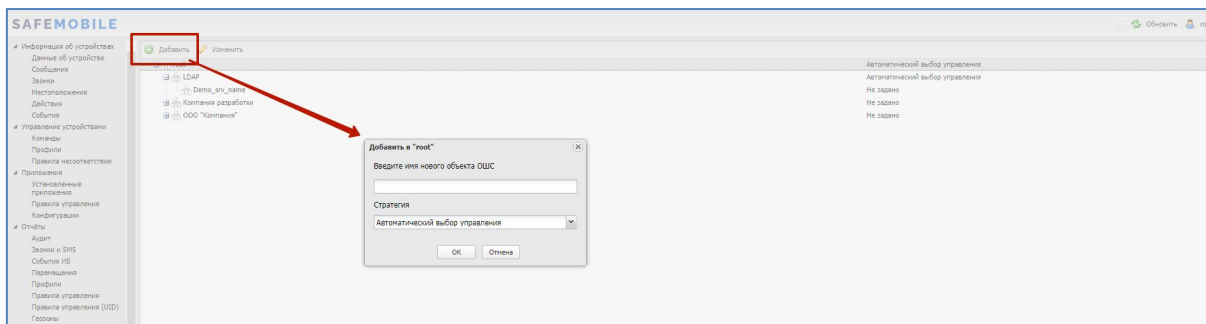 SAFEMOBILE
Обновить
Информация об устройствах
Данные об устройстве
Сообщения
Звонки
Местоположения
Действия
События
Управление устройствами
Команды
Профили
Правила несоответствия
Приложения
Установленные
приложения
Правила управления
Конфигурации
Отчёты
Аудит
Звонки и SMS
События ИБ
Перемещения
Профили
Правила управления
Правила управления (UID)
Геозоны
Добавить Изменить
root Автоматический выбор управления
LDAP Автоматический выбор управления
Demo_srv_name Не задано
Компания разработки Не задано
ООО "Компания" Не задано
Добавить в "root"
Введите имя нового объекта ОШС
Стратегия
Автоматический выбор управления
ОК Отмена